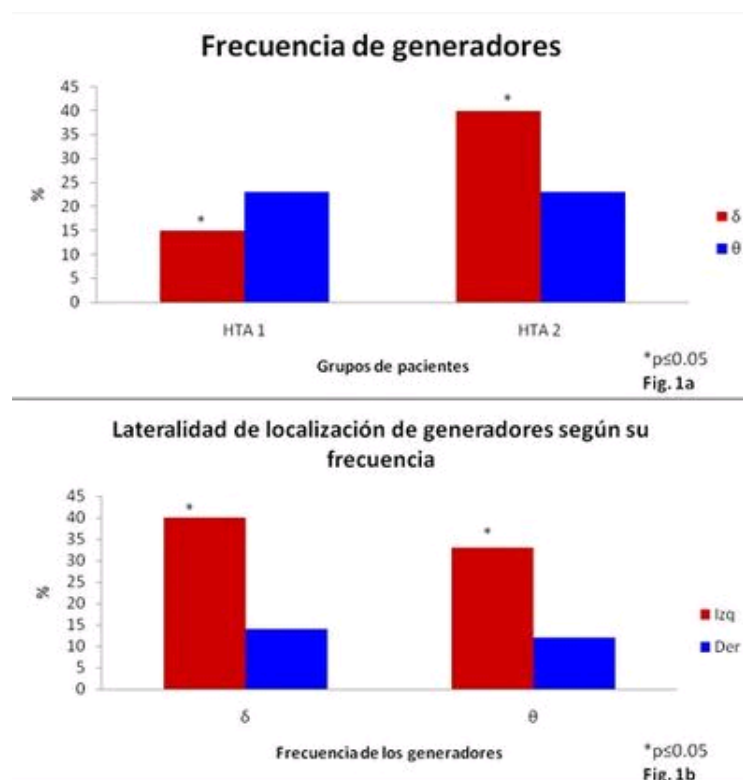 Frecuencia de generadores
45
40
35
30
25
20
15
10
5
0
%
*
*
HTA 1
HTA 2
δ
θ
Grupos de pacientes
*p≤0.05
Fig. 1a
Lateralidad de localización de generadores según su
frecuencia
45
40
35
30
25
20
15
10
5
0
%
*
*
δ
θ
Izq
Der
Frecuencia de los generadores
*p≤0.05
Fig. 1b